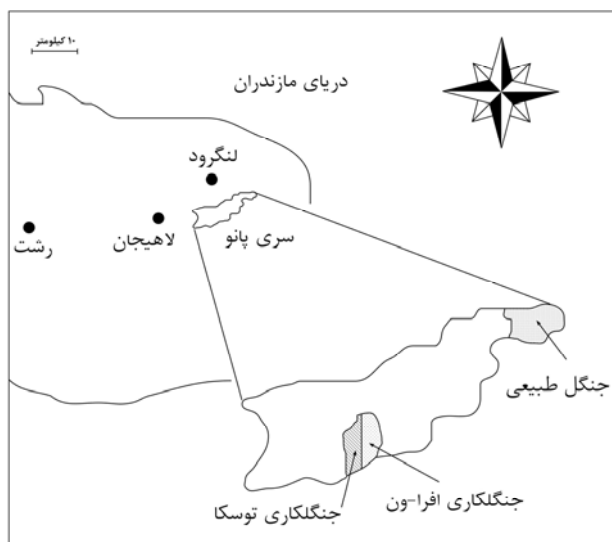 ۱۰ کیلومتر
دریای مازندران
لنگرود
لاهیجان
رشت
سری پانو
جنگل طبیعی
جنگلکاری افرا-ون
جنگلکاری توسکا